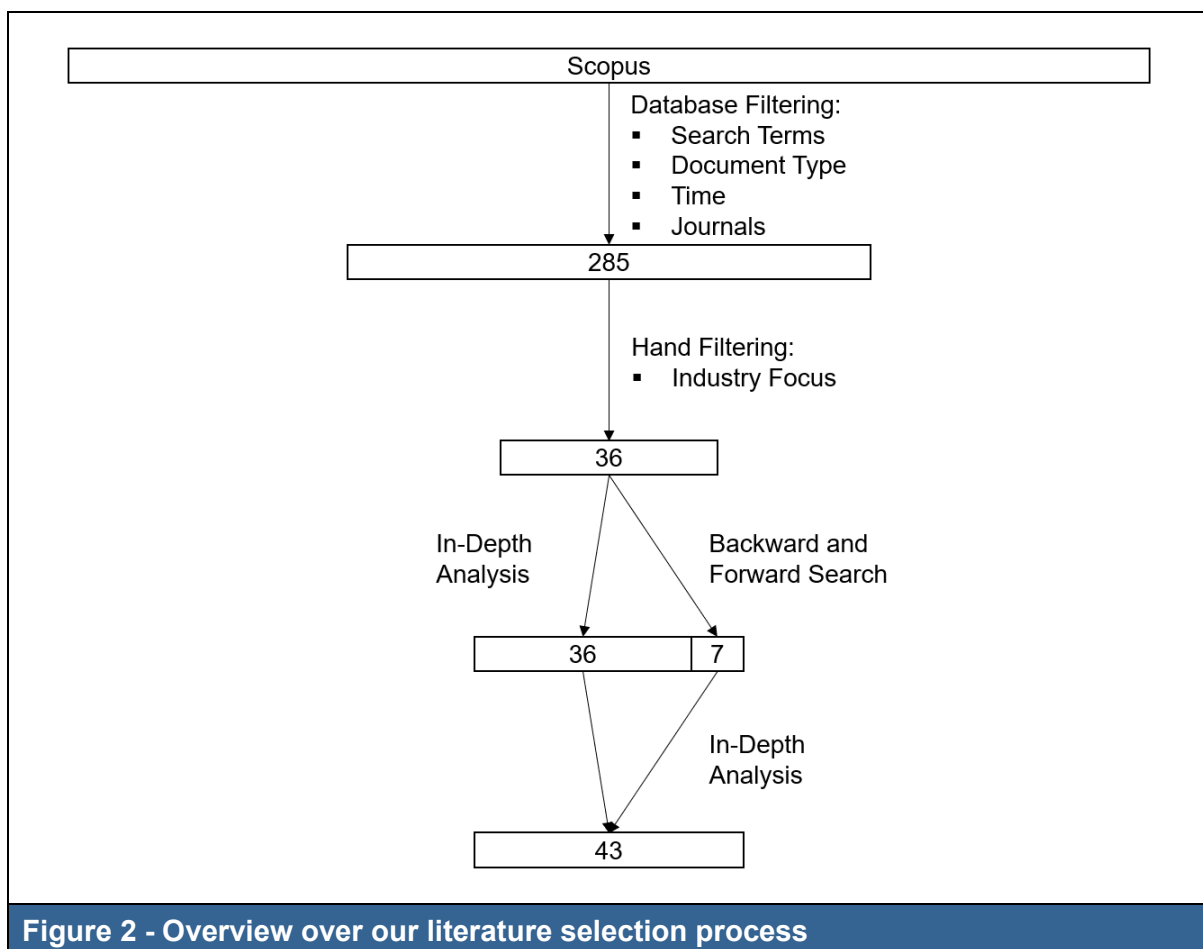 Scopus
Database Filtering:
▪ Search Terms
▪ Document Type
▪ Time
▪ Journals
285
Hand Filtering:
▪ Industry Focus
36
In-Depth
Analysis
Backward and
Forward Search
36
7
In-Depth
Analysis
43
Figure 2 - Overview over our literature selection process